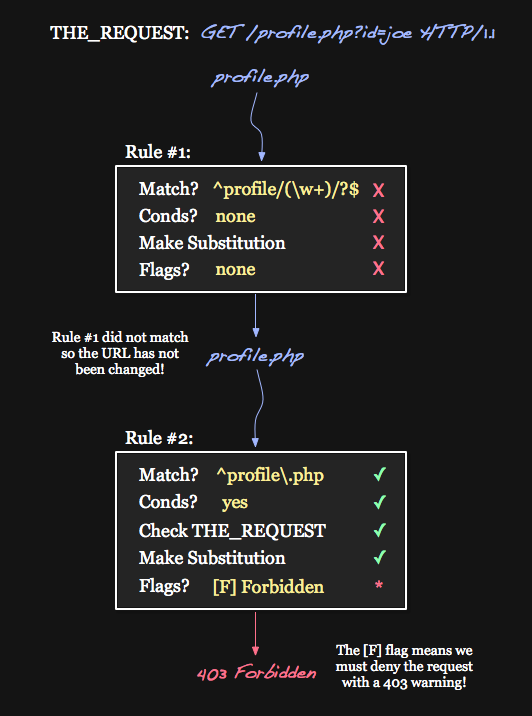 THE_REQUEST: GET /profile.php?id=joe HTTP/1.1
profile.php
Rule #1:
Match? ^profile/(\w+)/?$ X
Conds? none X
Make Substitution X
Flags? none X
Rule #1 did not match
so the URL has not
been changed!
profile.php
Rule #2:
Match? ^profile\.php ✓
Conds? yes ✓
Check THE_REQUEST ✓
Make Substitution ✓
Flags? [F] Forbidden *
403 Forbidden
The [F] flag means we
must deny the request
with a 403 warning!